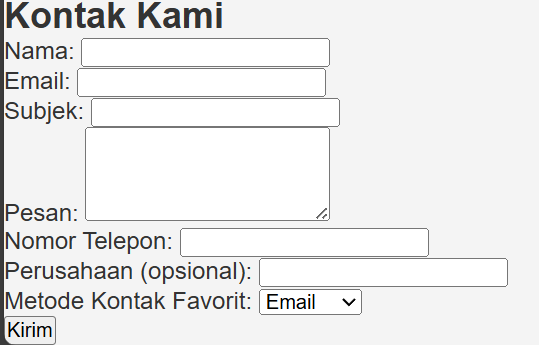 Kontak Kami
Nama:
Email:
Subjek:
Pesan:
Nomor Telepon:
Perusahaan (opsional):
Metode Kontak Favorit: Email
Kirim